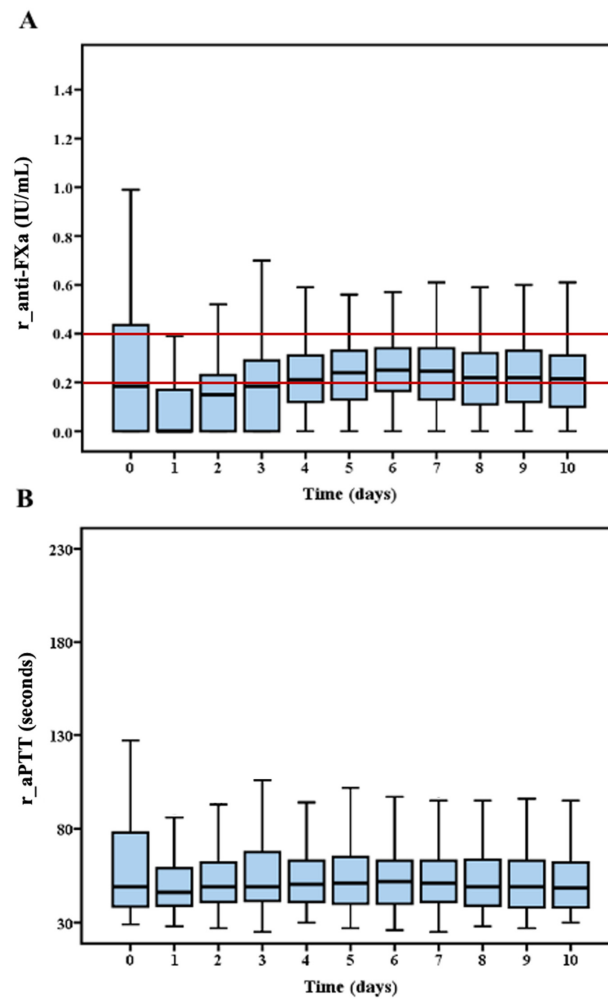 A
r_anti-FXa (IU/mL)
1.4
1.2
1.0
0.8
0.6
0.4
0.2
0.0
0 1 2 3 4 5 6 7 8 9 10
Time (days)
B
r_aPTT (seconds)
230
180
130
80
30
0 1 2 3 4 5 6 7 8 9 10
Time (days)